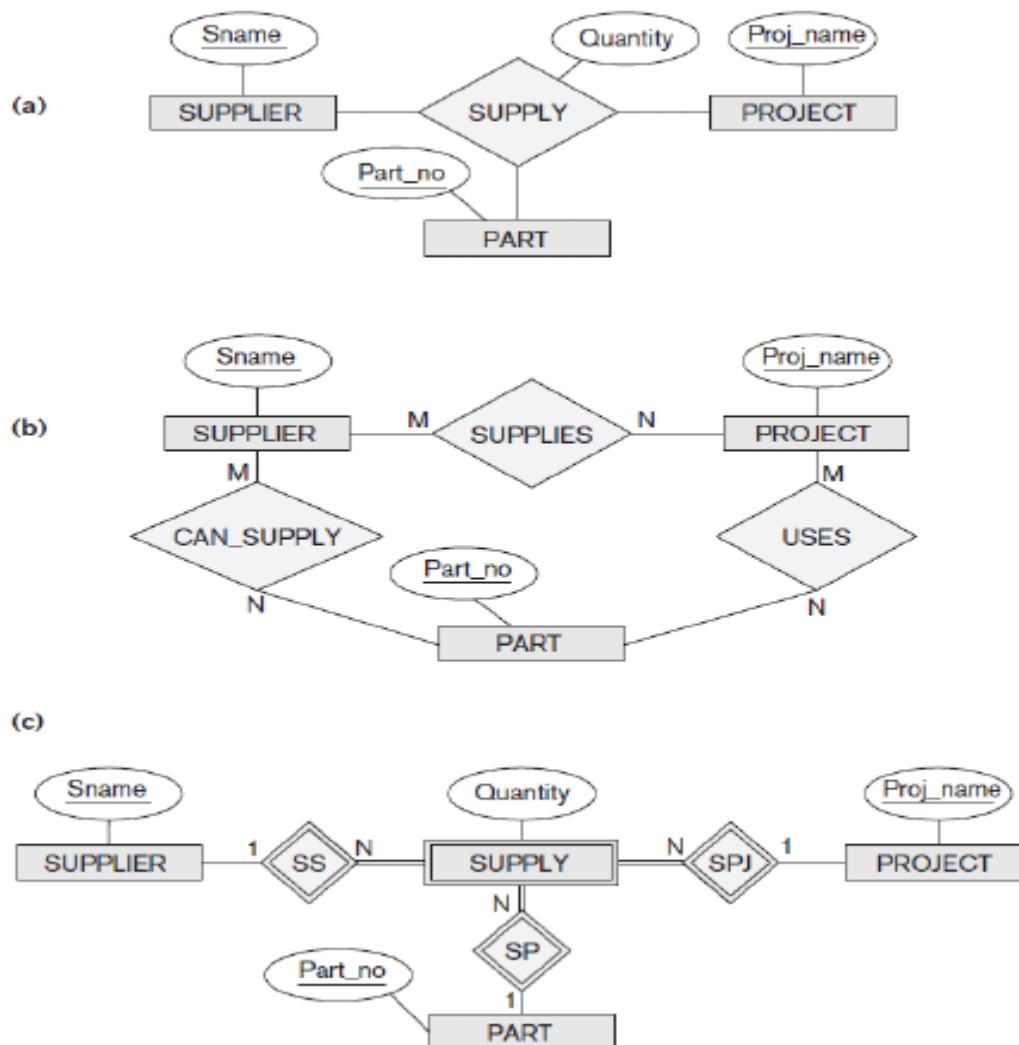 Sname
Quantity
Proj_name
(a)
SUPPLIER
SUPPLY
PROJECT
Part_no
PART
Sname
Proj_name
(b)
SUPPLIER
M
SUPPLIES
N
PROJECT
M
M
CAN_SUPPLY
USES
Part_no
N
N
PART
(c)
Sname
Quantity
Proj_name
SUPPLIER
1
SS
N
SUPPLY
N
SPJ
1
PROJECT
N
SP
Part_no
1
PART